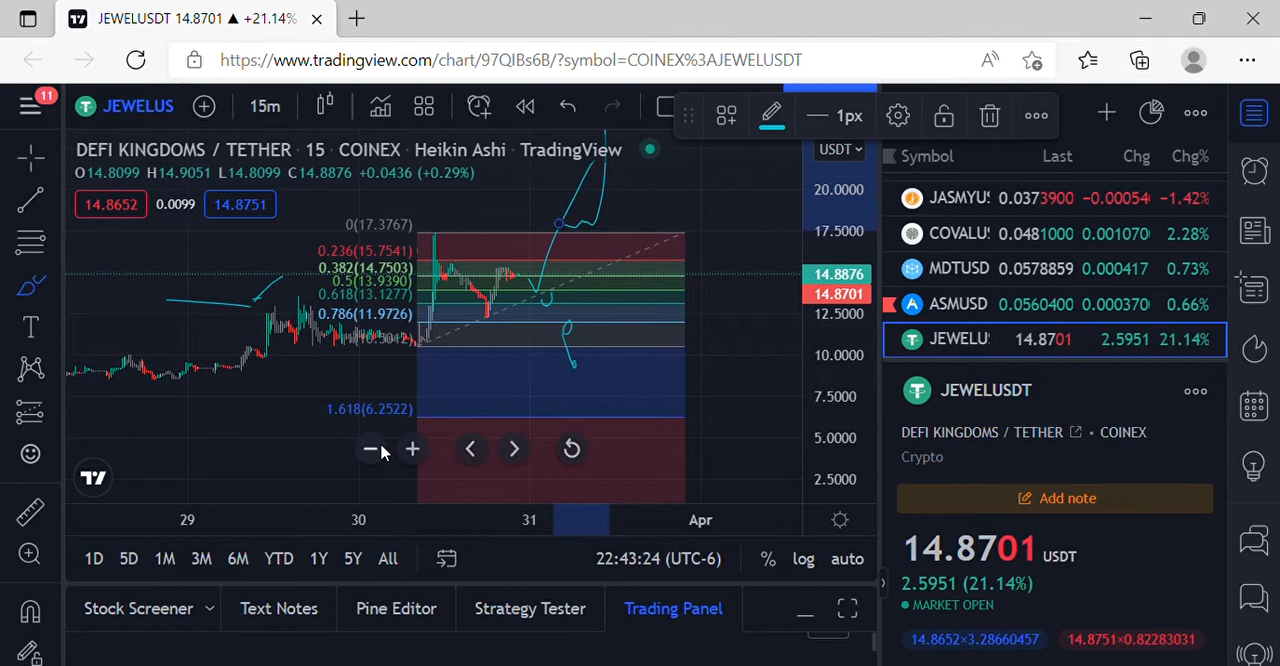 JEWELUSDT 14.8701 ▲ +21.14%
https://www.tradingview.com/chart/97QIBs6B/?symbol=COINEX%3AJEWELUSDT
11
JEWELUS
15m
1px
DEFI KINGDOMS / TETHER · 15 · COINEX · Heikin Ashi · TradingView
USDT
O14.8099 H14.9051 L14.8099 C14.8876 +0.0436 (+0.29%)
14.8652 0.0099 14.8751
0(17.3767)
0.236(15.7541)
0.382(14.7503)
0.5(13.9390)
0.618(13.1277)
0.786(11.9726)
1.618(6.2522)
20.0000
17.5000
14.8876
14.8701
12.5000
10.0000
7.5000
5.0000
2.5000
29 30 31 Apr
1D 5D 1M 3M 6M YTD 1Y 5Y All
22:43:24 (UTC-6) % log auto
Stock Screener Text Notes Pine Editor Strategy Tester Trading Panel
Symbol Last Chg Chg%
JASMYU 0.0373900 −0.00054 −1.42%
COVALU 0.0481000 0.001070 2.28%
MDTUSD 0.0578859 0.000417 0.73%
ASMUSD 0.0560400 0.000370 0.66%
JEWELU 14.8701 2.5951 21.14%
JEWELUSDT
DEFI KINGDOMS / TETHER · COINEX
Crypto
Add note
14.8701 USDT
2.5951 (21.14%)
MARKET OPEN
14.8652×3.28660457 14.8751×0.82283031